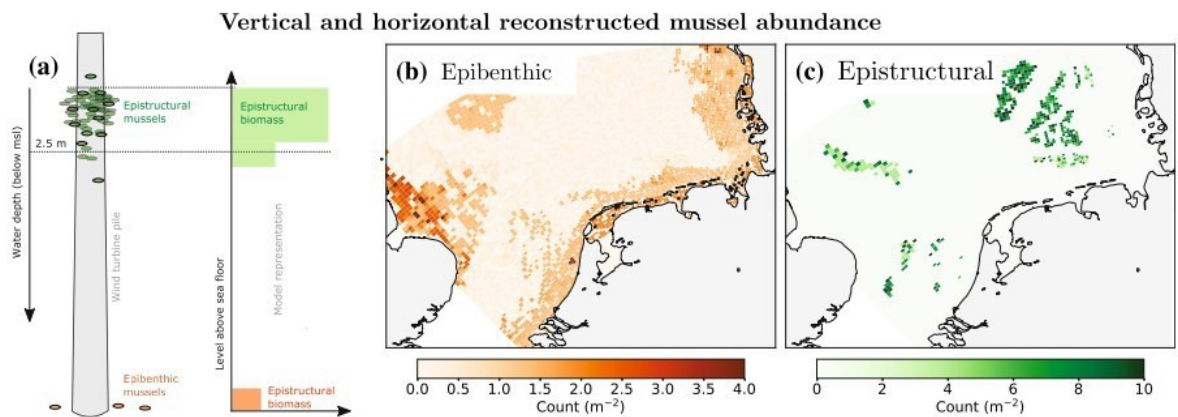 Vertical and horizontal reconstructed mussel abundance
(a)
Epistructural
mussels
2.5 m
Water depth (below msl)
Wind turbine pile
Epibenthic
mussels
Epistructural
biomass
Level above sea floor
Model representation
Epistructural
biomass
(b) Epibenthic
0.0 0.5 1.0 1.5 2.0 2.5 3.0 3.5 4.0
Count (m⁻²)
(c) Epistructural
0 2 4 6 8 10
Count (m⁻²)